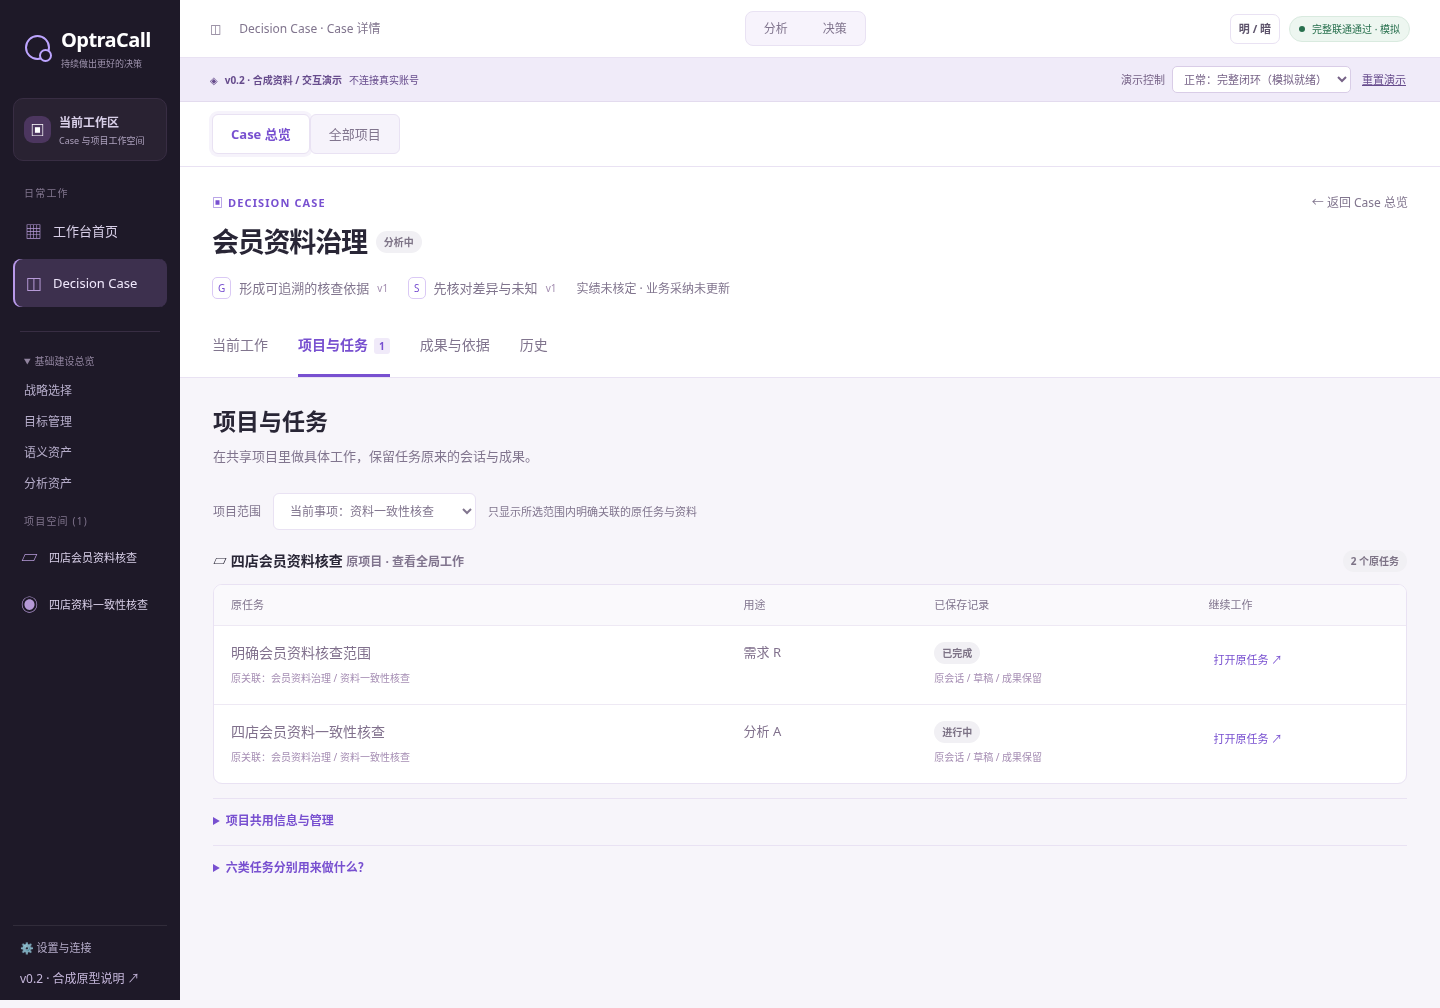 OptraCall
持续做出更好的决策
当前工作区
Case 与项目工作空间
日常工作
工作台首页
Decision Case
▼ 基础建设总览
战略选择
目标管理
语义资产
分析资产
项目空间 (1)
四店会员资料核查
四店资料一致性核查
设置与连接
v0.2 · 合成原型说明 ↗
Decision Case · Case 详情
分析
决策
明 / 暗
完整联通通过 · 模拟
v0.2 · 合成资料 / 交互演示 不连接真实账号
演示控制
正常：完整闭环（模拟就绪）
重置演示
Case 总览
全部项目
DECISION CASE
← 返回 Case 总览
会员资料治理 分析中
G 形成可追溯的核查依据 v1 S 先核对差异与未知 v1 实绩未核定 · 业务采纳未更新
当前工作
项目与任务 1
成果与依据
历史
项目与任务
在共享项目里做具体工作，保留任务原来的会话与成果。
项目范围 当前事项：资料一致性核查 只显示所选范围内明确关联的原任务与资料
四店会员资料核查 原项目 · 查看全局工作
2 个原任务
原任务 用途 已保存记录 继续工作
明确会员资料核查范围 需求 R 已完成 打开原任务 ↗
原关联：会员资料治理 / 资料一致性核查 原会话 / 草稿 / 成果保留
四店会员资料一致性核查 分析 A 进行中 打开原任务 ↗
原关联：会员资料治理 / 资料一致性核查 原会话 / 草稿 / 成果保留
▶ 项目共用信息与管理
▶ 六类任务分别用来做什么?